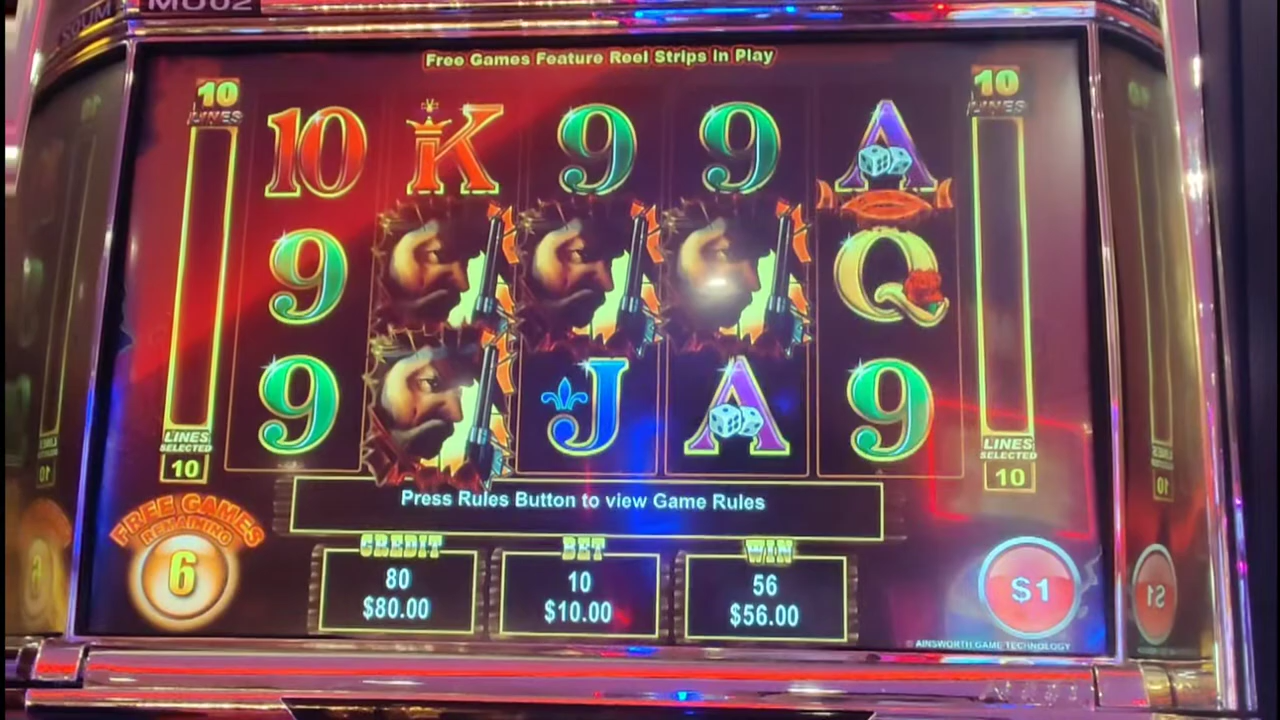 MO02
Free Games Feature Reel Strips in Play
10
LINES
10
LINES
10 K 9 9 A
9 Q
9 J A 9
LINES
SELECTED
10
LINES
SELECTED
10
Press Rules Button to view Game Rules
FREE GAMES
REMAINING
6
CREDIT
80
$80.00
BET
10
$10.00
WIN
56
$56.00
$1
© AINSWORTH GAME TECHNOLOGY